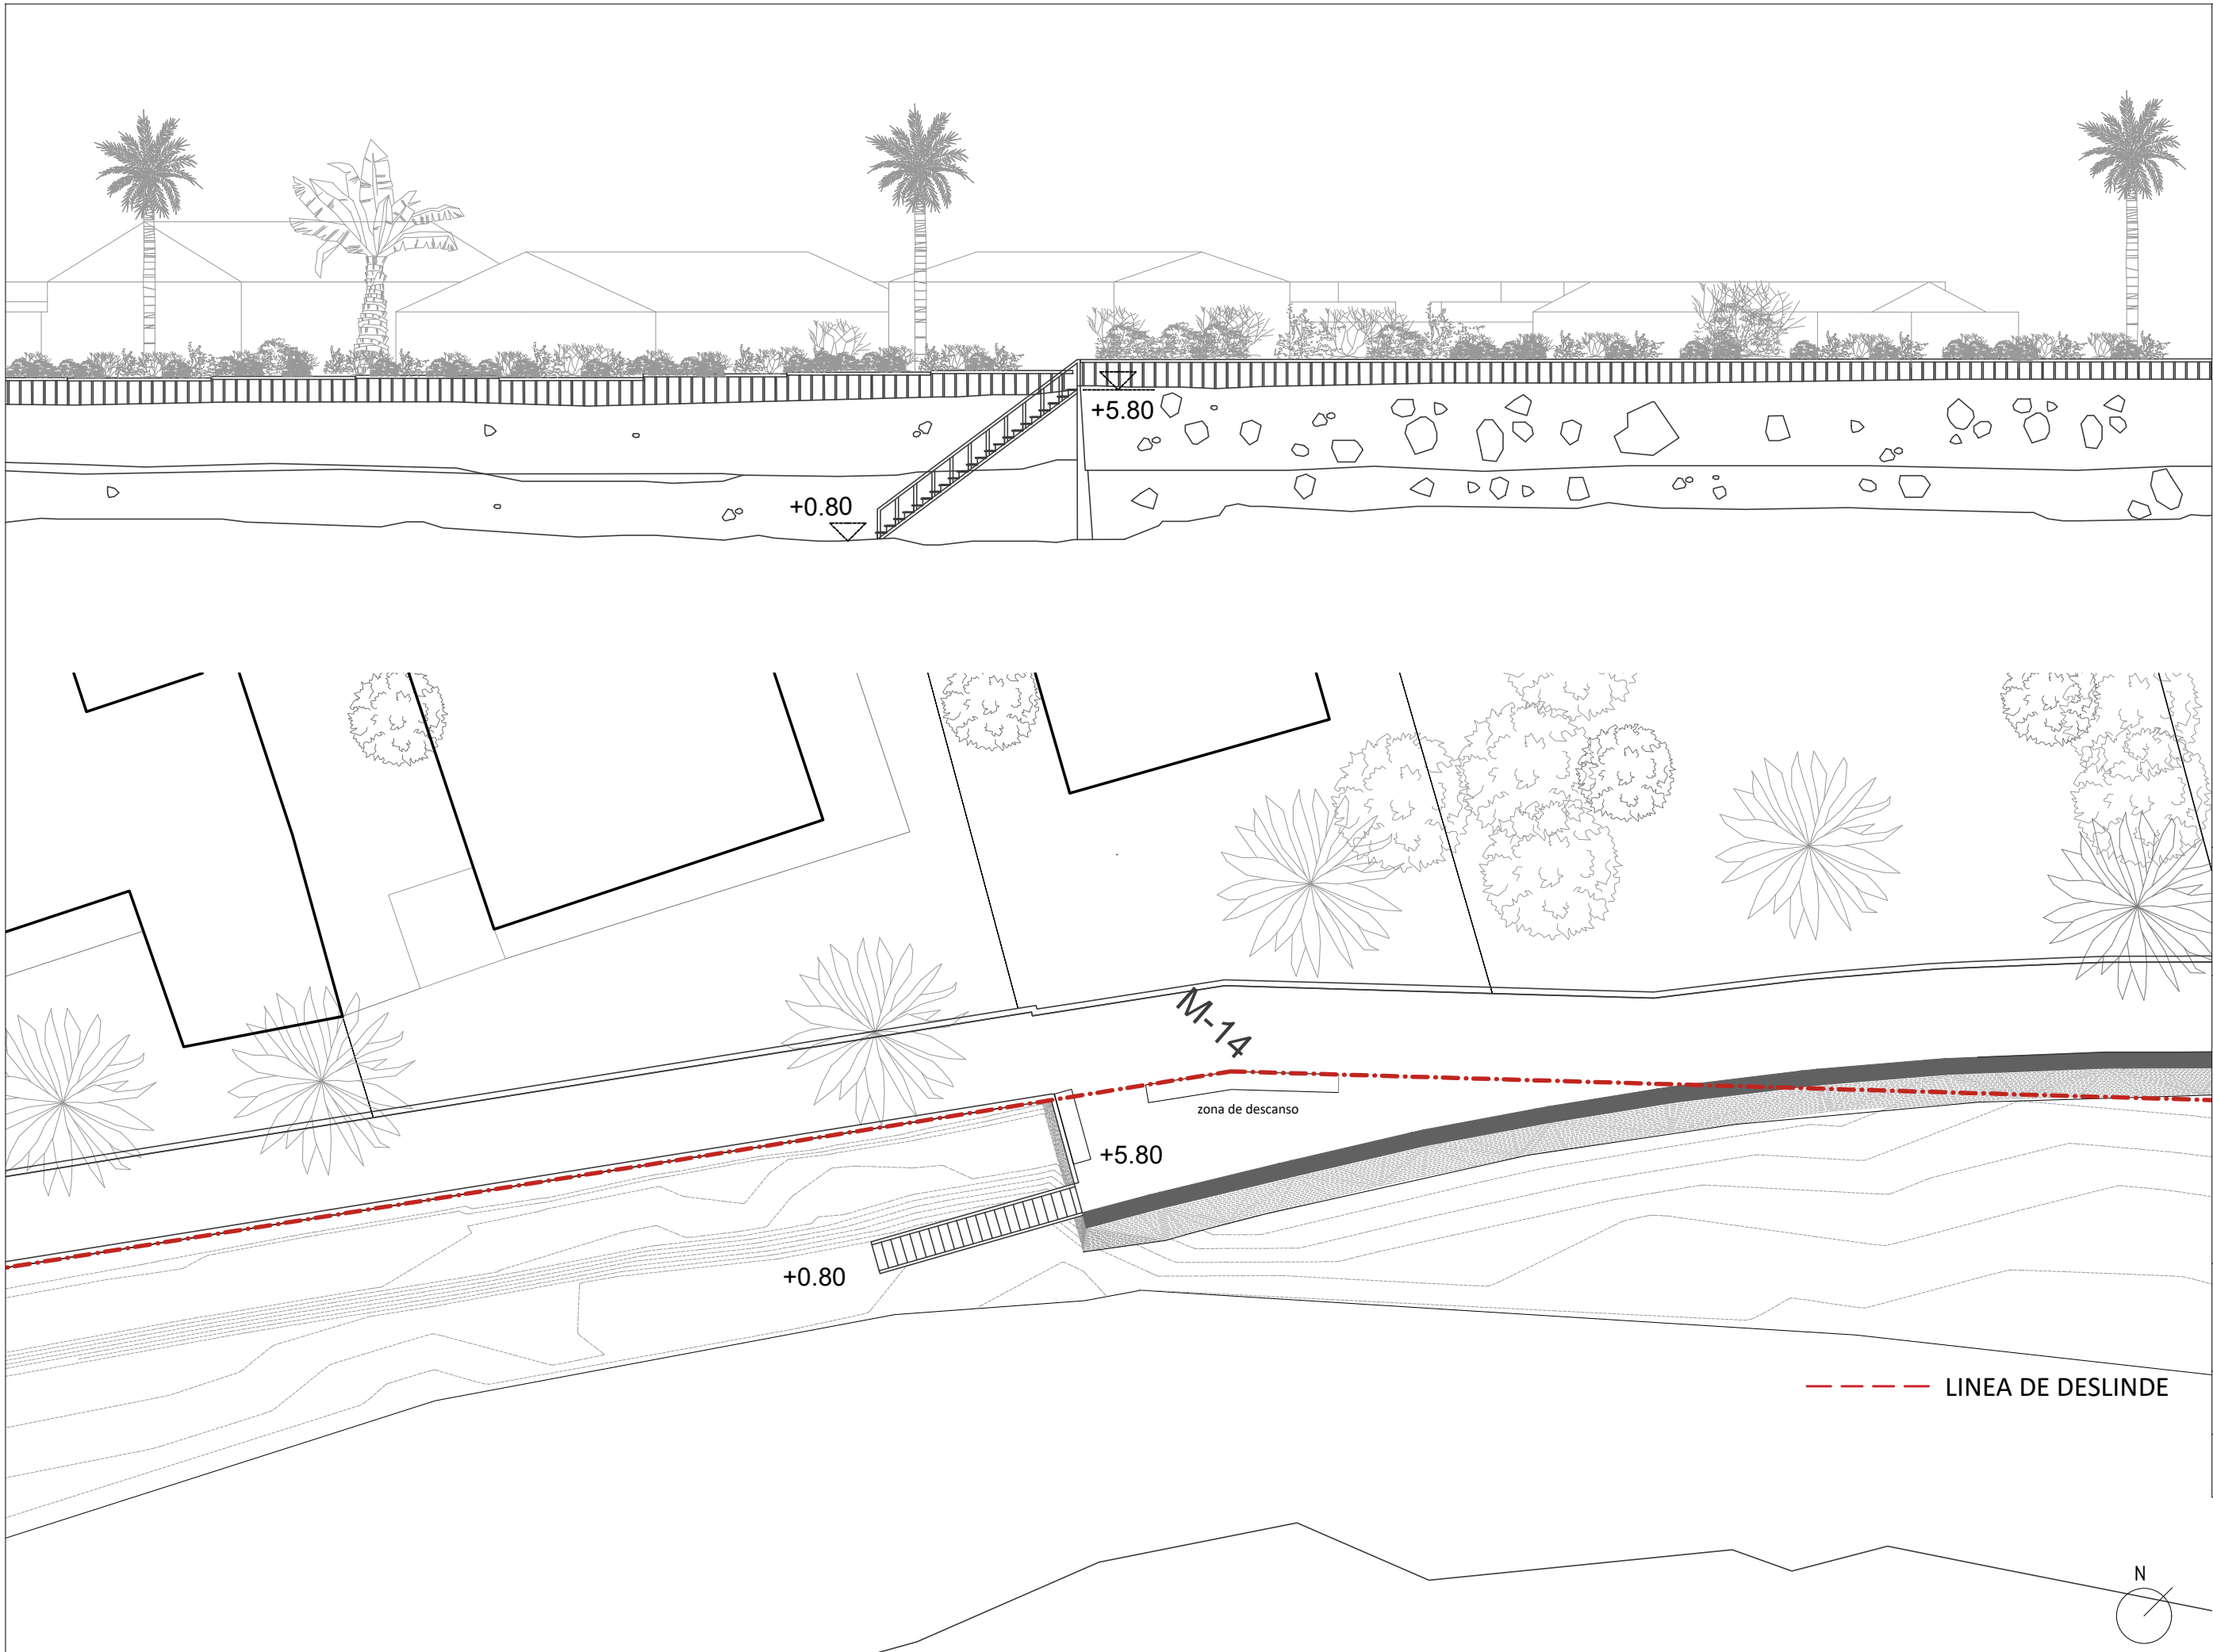 +5.80
+0.80
M-14
zona de descanso
+5.80
+0.80
LINEA DE DESLINDE
N